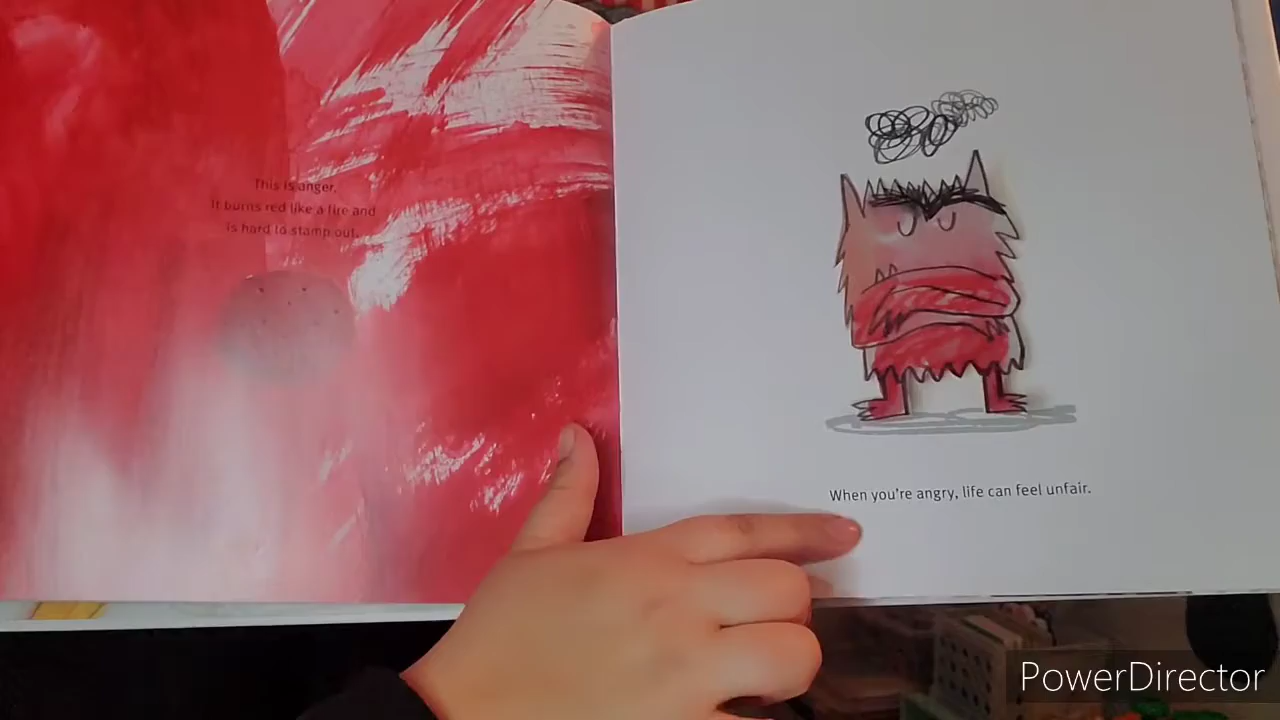 This is anger.
It burns red like a fire and
is hard to stamp out.
When you're angry, life can feel unfair.
PowerDirector